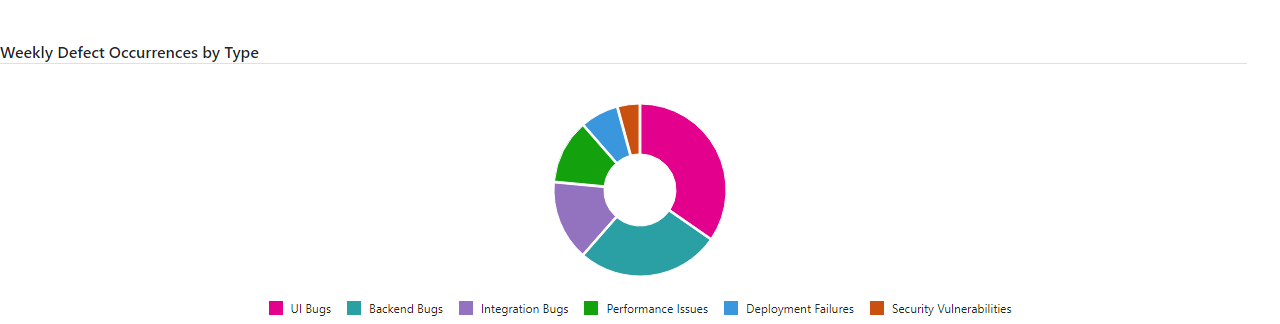 Weekly Defect Occurrences by Type
UI Bugs Backend Bugs Integration Bugs Performance Issues Deployment Failures Security Vulnerabilities